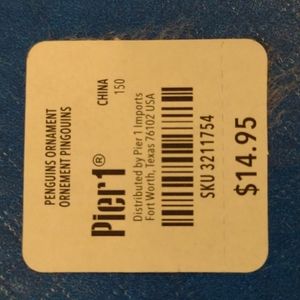 PENGUINS ORNAMENT
ORNEMENT PINGOUINS
CHINA
150
Pier1®
Distributed by Pier 1 Imports
Fort Worth, Texas 76102 USA
SKU 3211754
$14.95